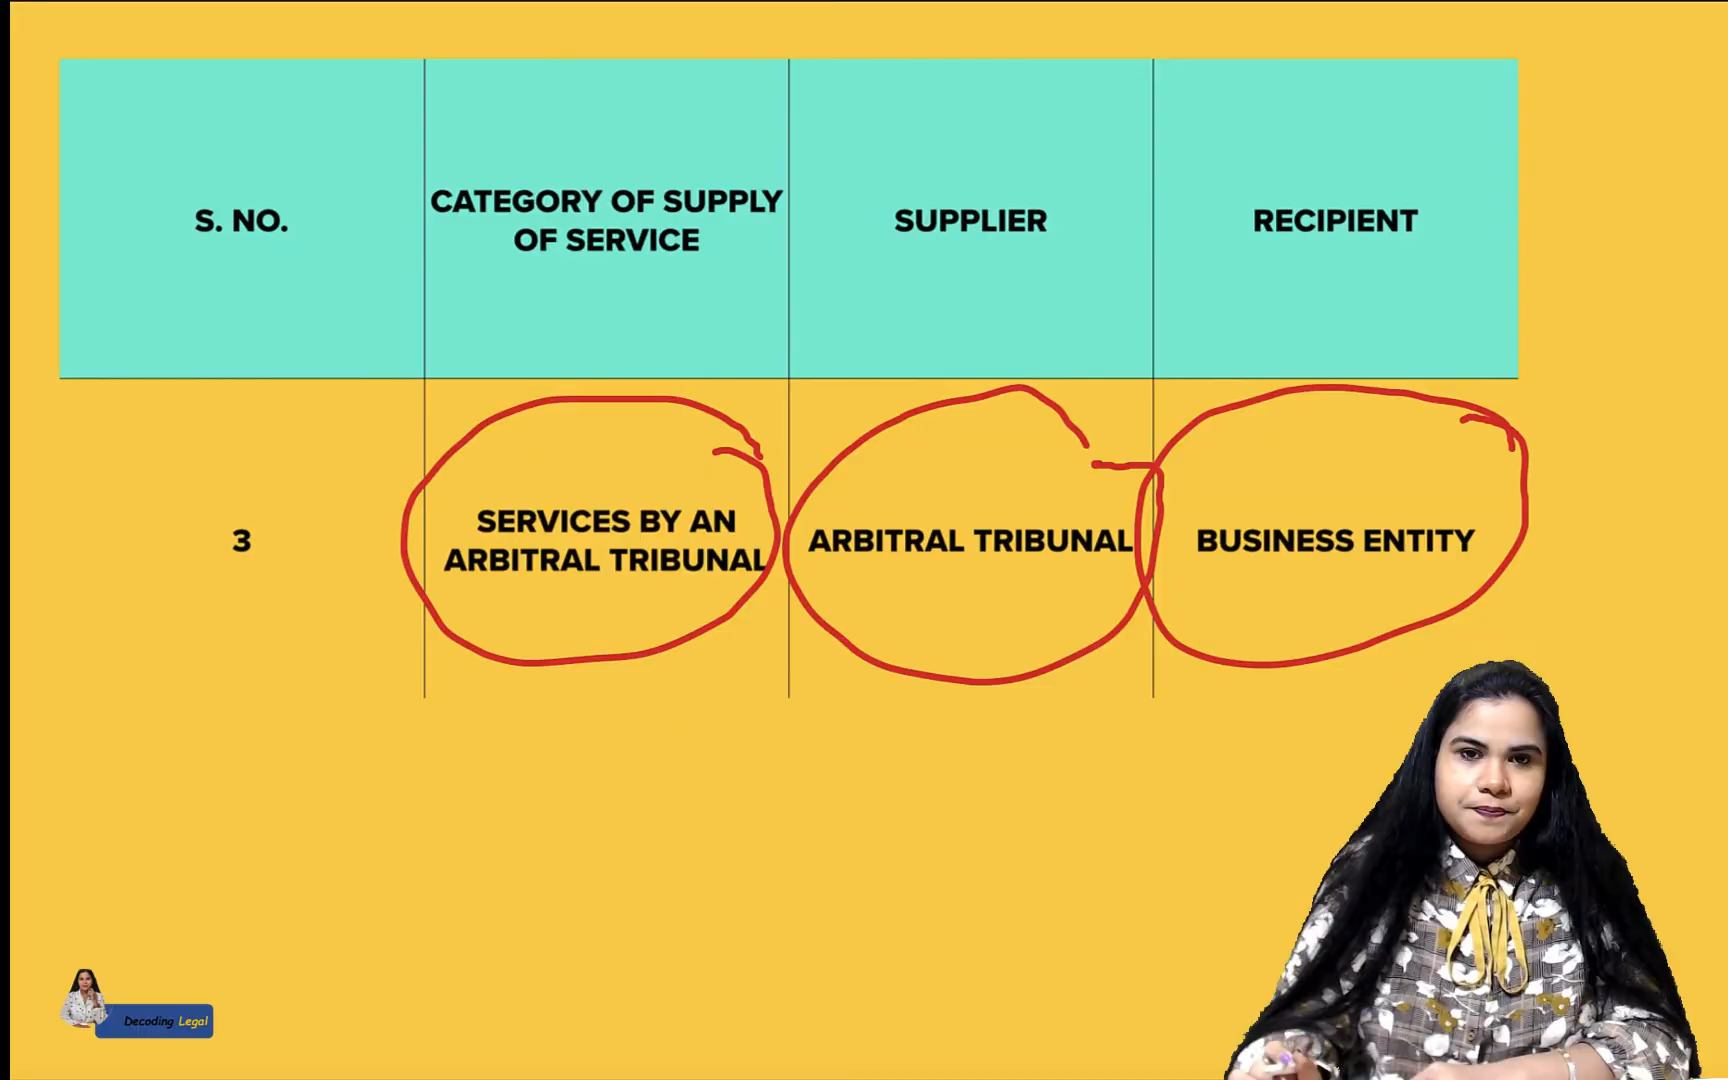 S. NO.
CATEGORY OF SUPPLY
OF SERVICE
SUPPLIER
RECIPIENT
3
SERVICES BY AN
ARBITRAL TRIBUNAL
ARBITRAL TRIBUNAL
BUSINESS ENTITY
Decoding Legal